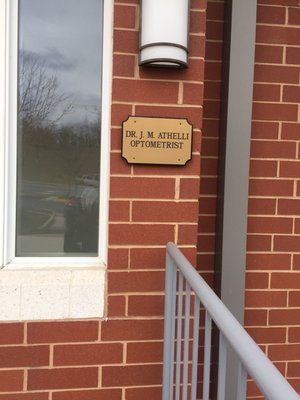 DR. J. M. ATHELLI
OPTOMETRIST